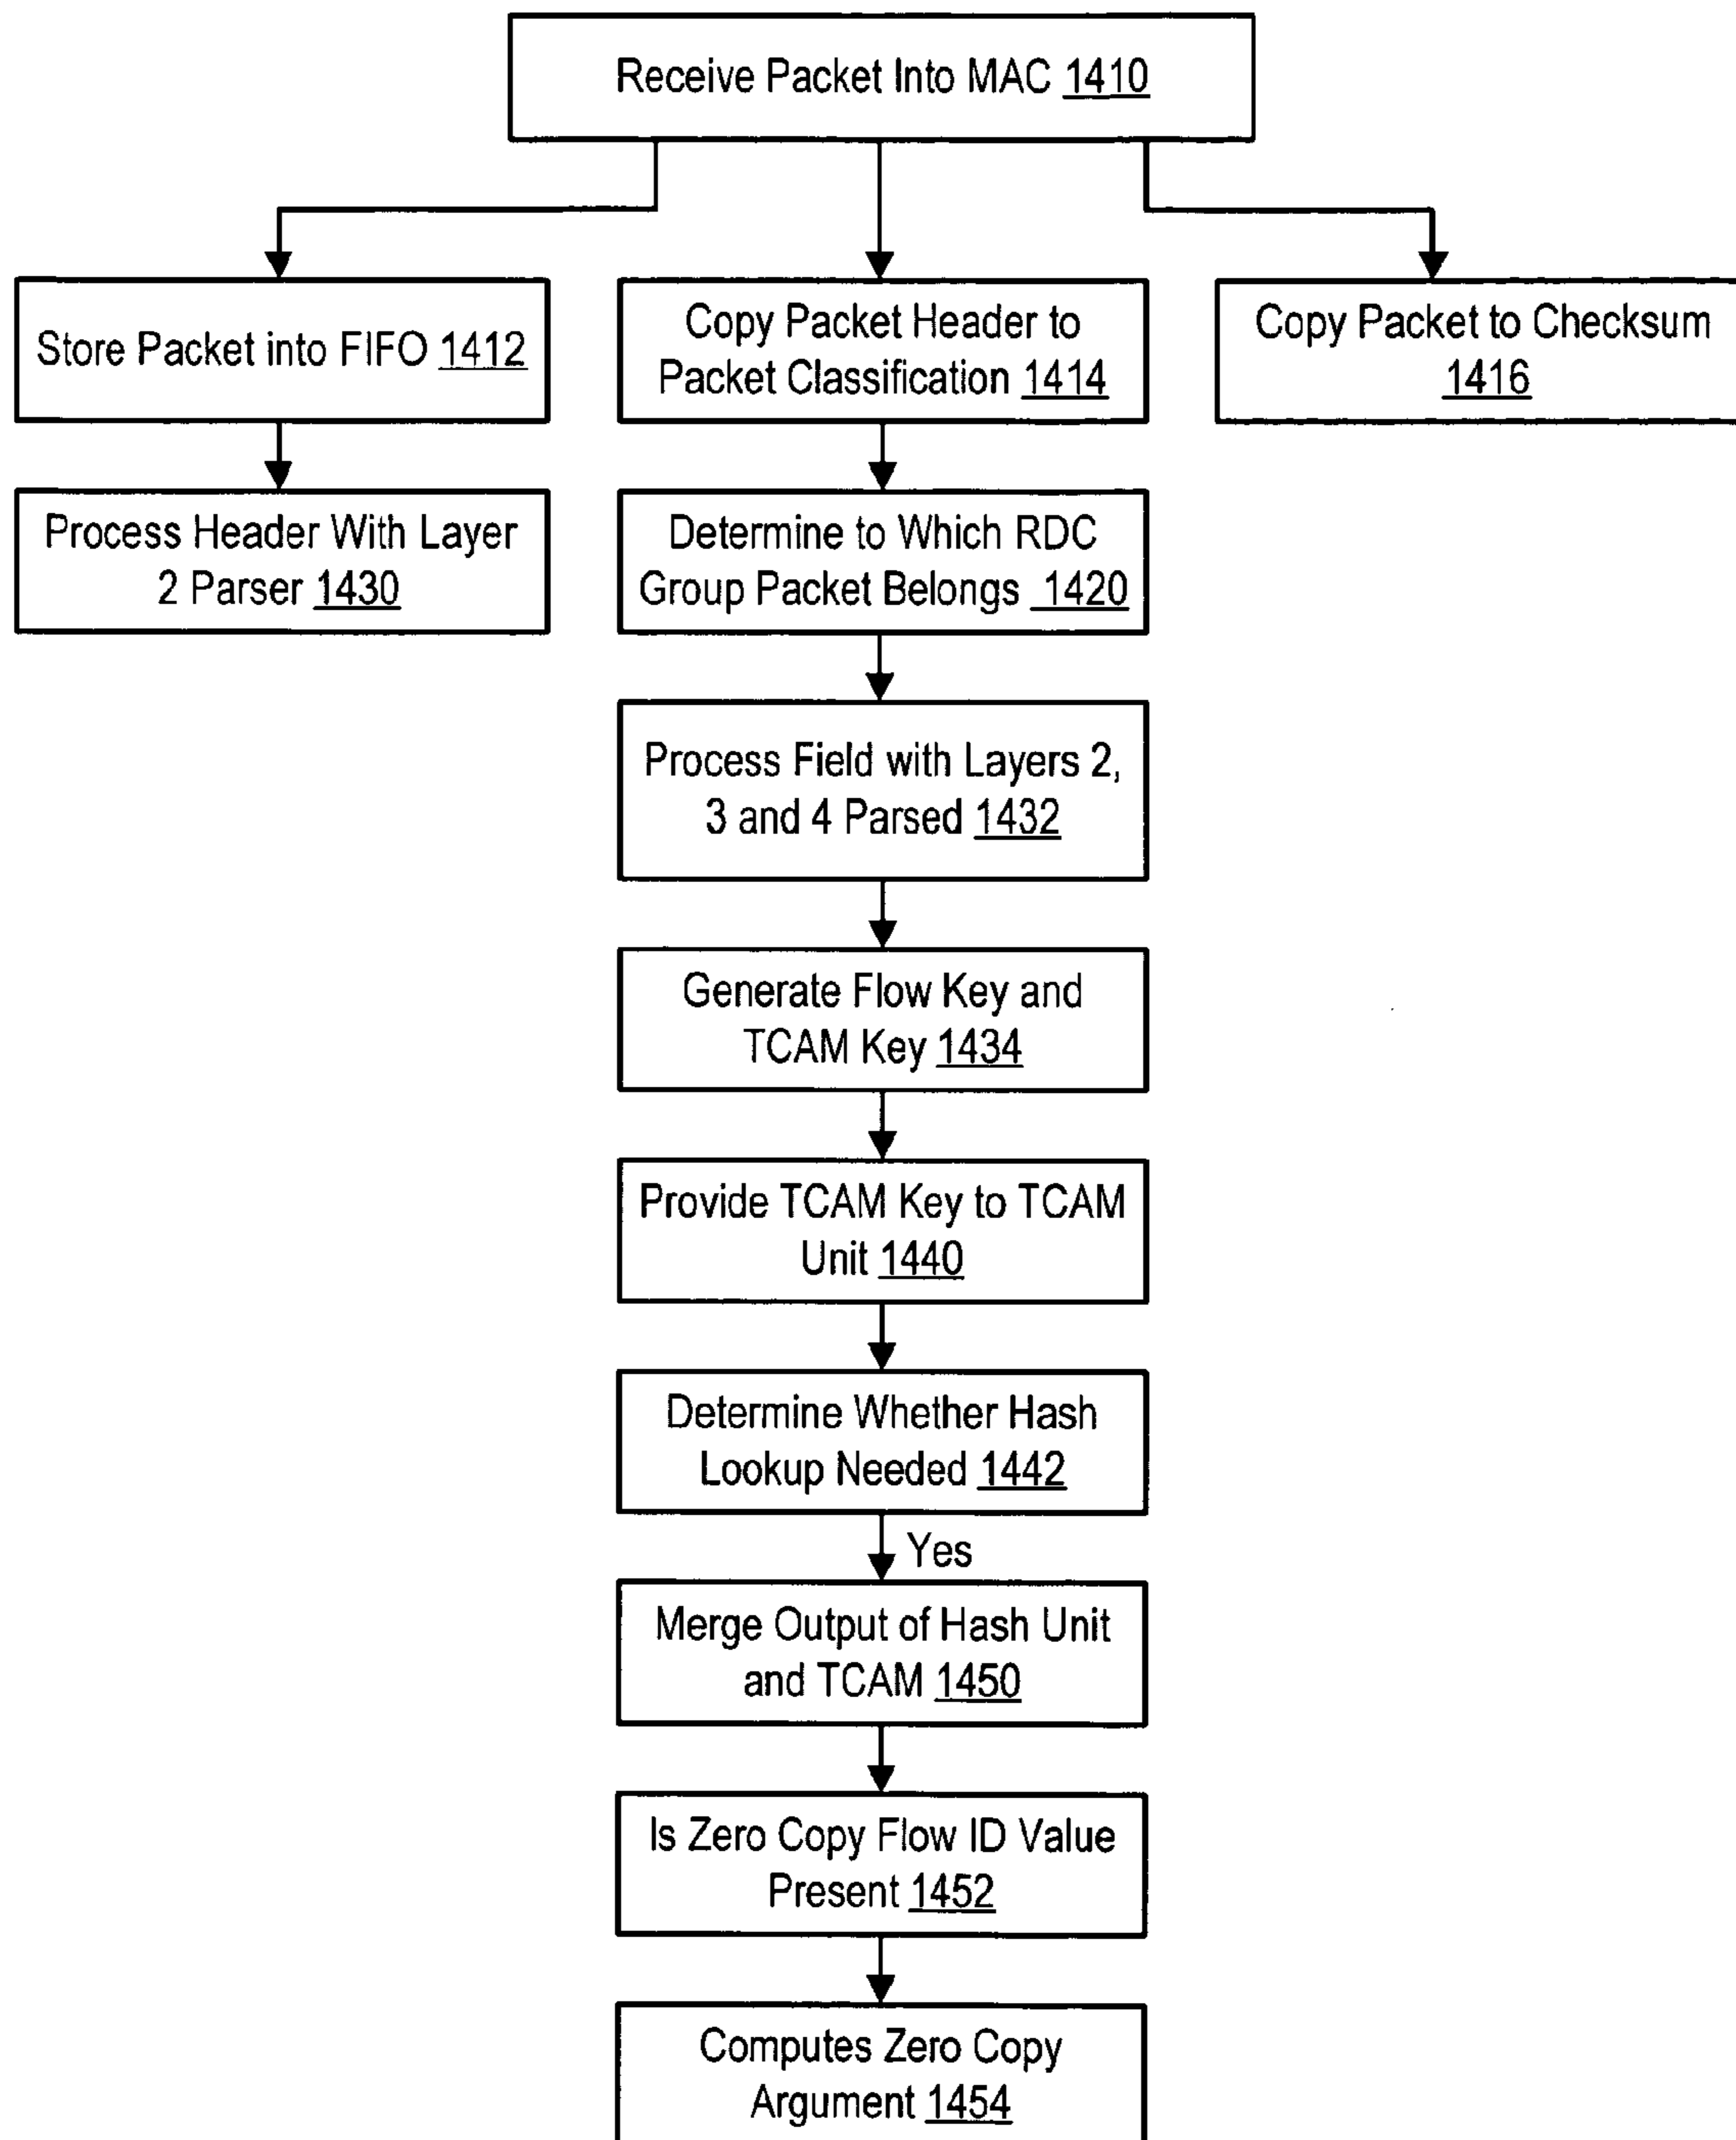 Receive Packet Into MAC 1410
Store Packet into FIFO 1412
Copy Packet Header to
Packet Classification 1414
Copy Packet to Checksum
1416
Process Header With Layer
2 Parser 1430
Determine to Which RDC
Group Packet Belongs 1420
Process Field with Layers 2,
3 and 4 Parsed 1432
Generate Flow Key and
TCAM Key 1434
Provide TCAM Key to TCAM
Unit 1440
Determine Whether Hash
Lookup Needed 1442
Yes
Merge Output of Hash Unit
and TCAM 1450
Is Zero Copy Flow ID Value
Present 1452
Computes Zero Copy
Argument 1454